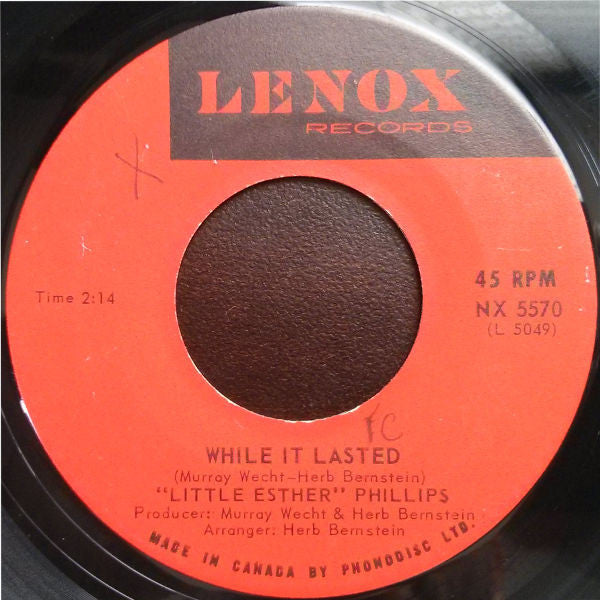 LENOX
RECORDS
X
Time 2:14
45 RPM
NX 5570
(L 5049)
WHILE IT LASTED
(Murray Wecht-Herb Bernstein)
"LITTLE ESTHER" PHILLIPS
Producer: Murray Wecht & Herb Bernstein
Arranger: Herb Bernstein
MADE IN CANADA BY PHONODISC LTD.